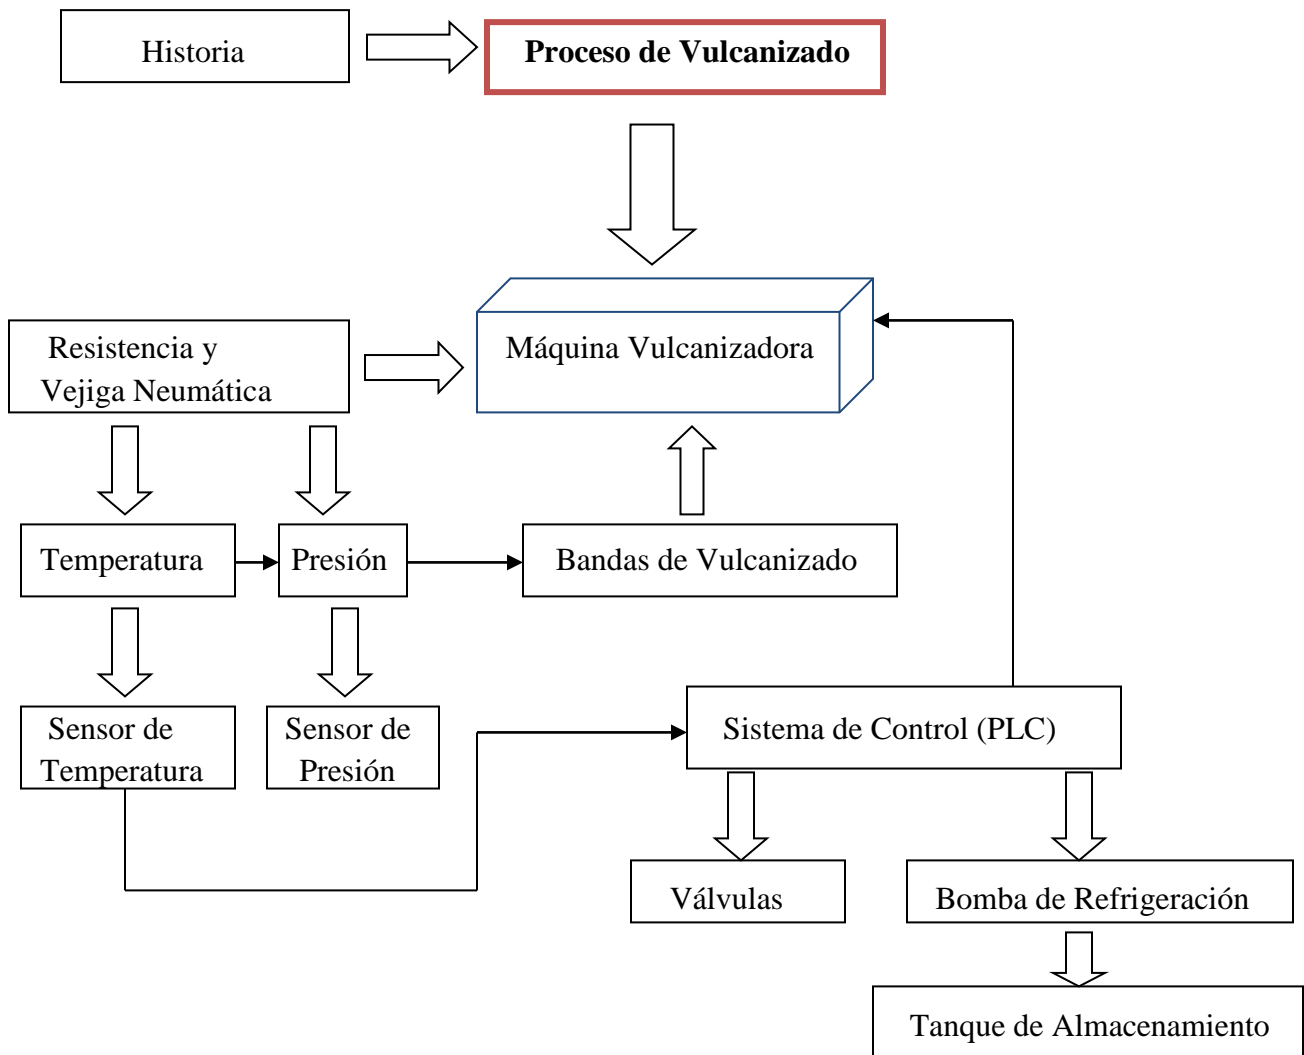 Historia
Proceso de Vulcanizado
Resistencia y
Vejiga Neumática
Máquina Vulcanizadora
Temperatura
Presión
Bandas de Vulcanizado
Sensor de
Temperatura
Sensor de
Presión
Sistema de Control (PLC)
Válvulas
Bomba de Refrigeración
Tanque de Almacenamiento